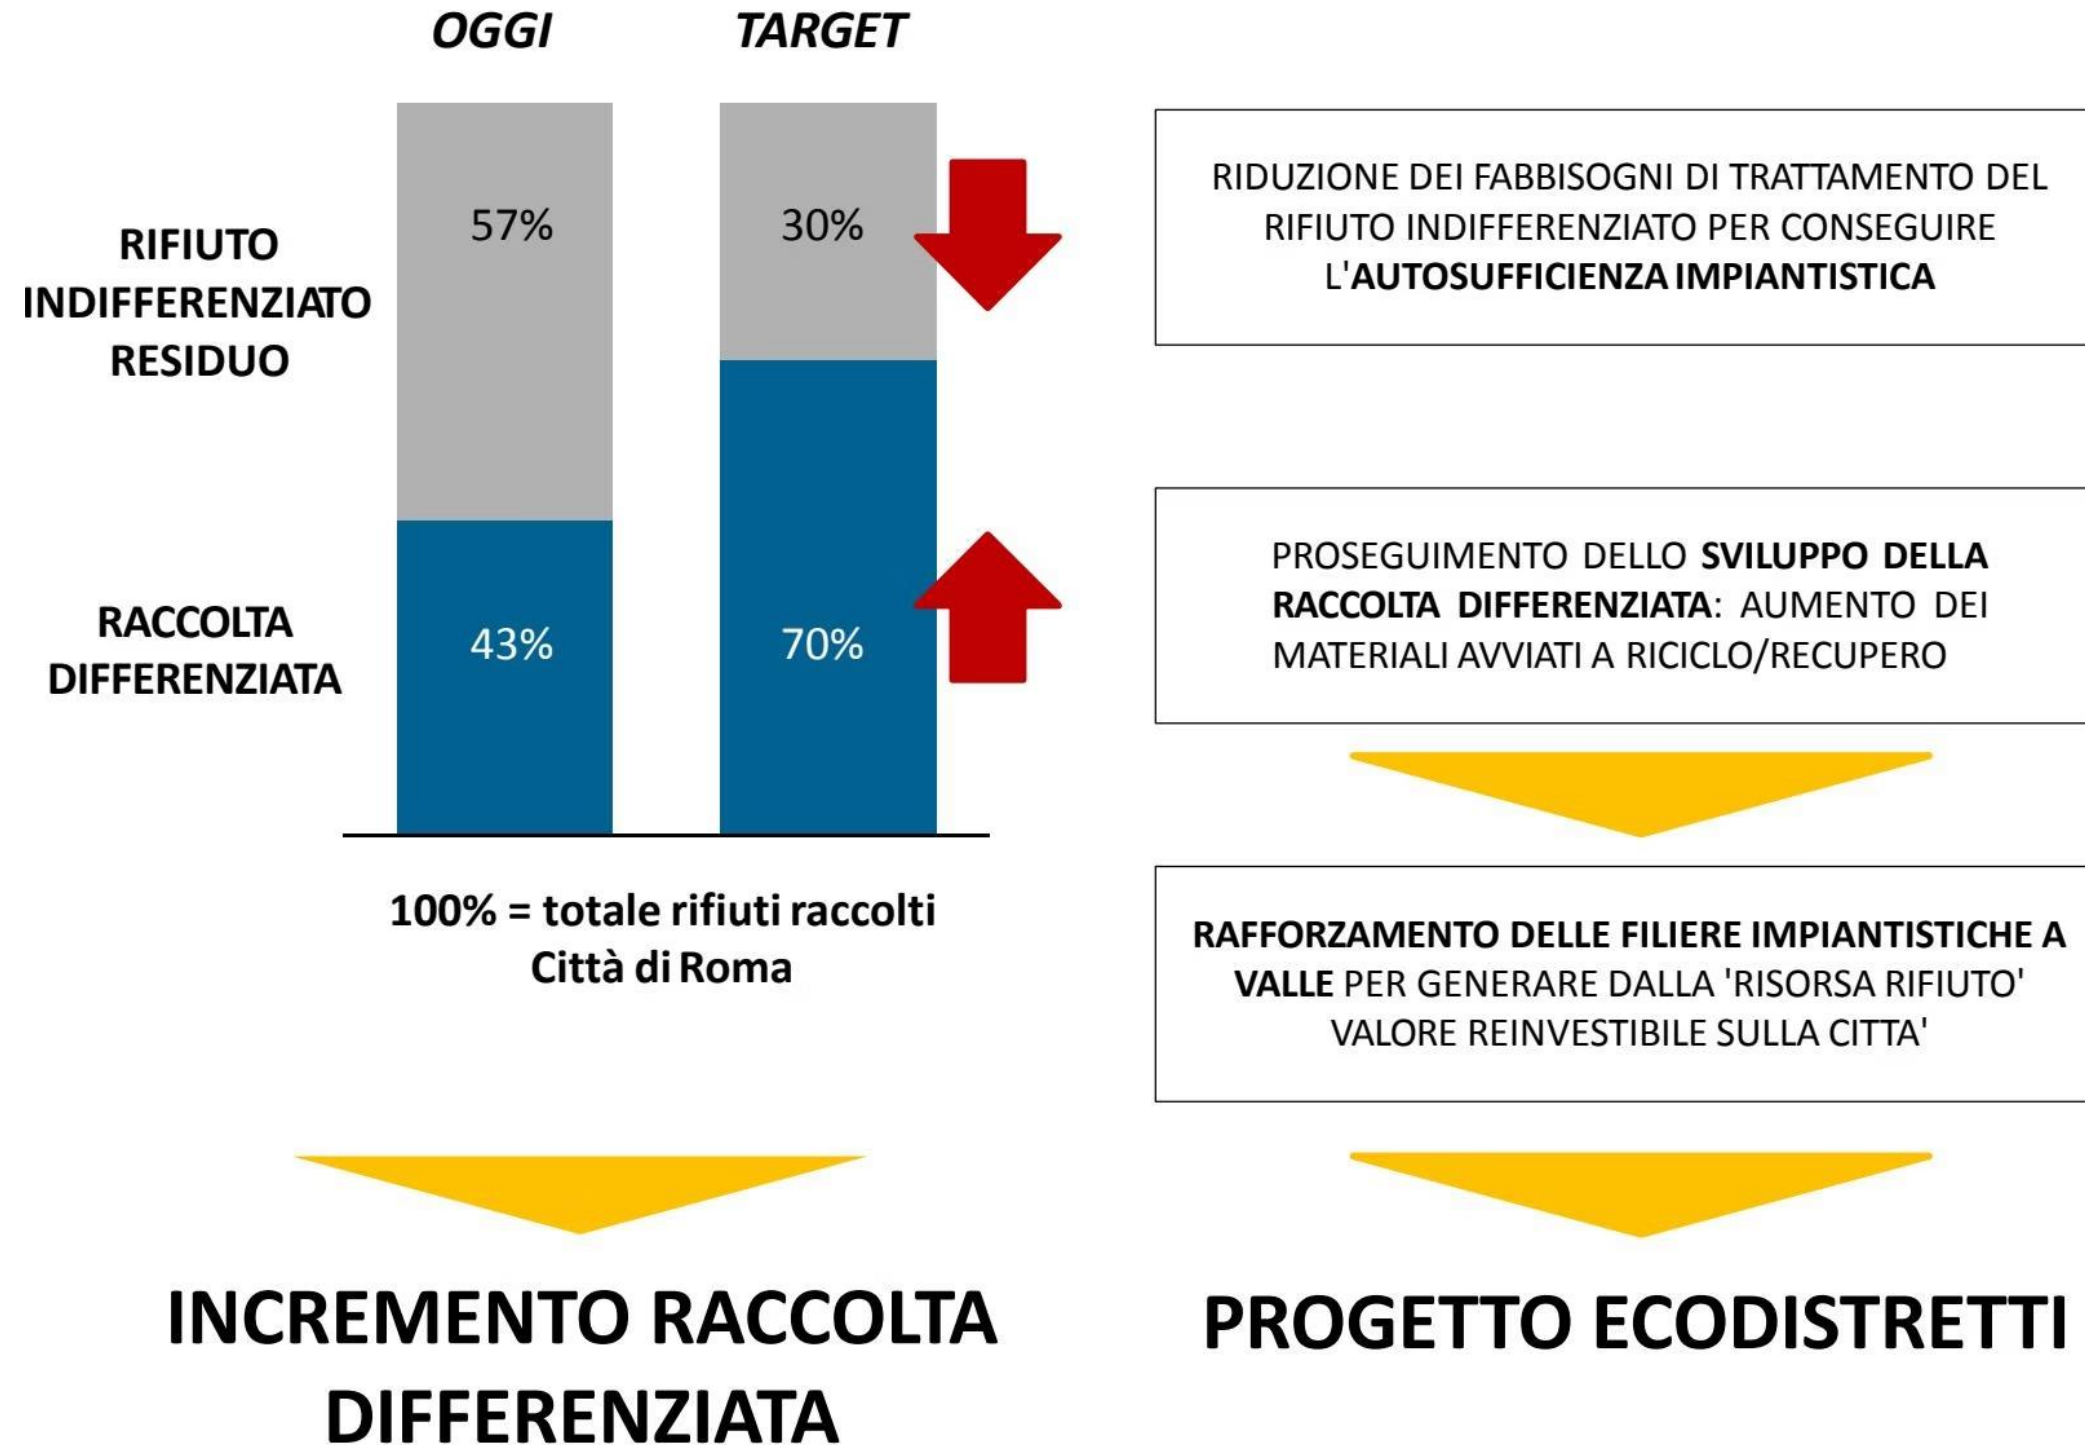 OGGI
TARGET
RIFIUTO
INDIFFERENZIATO
RESIDUO
57%
30%
RACCOLTA
DIFFERENZIATA
43%
70%
100% = totale rifiuti raccolti
Città di Roma
INCREMENTO RACCOLTA
DIFFERENZIATA
RIDUZIONE DEI FABBISOGNI DI TRATTAMENTO DEL
RIFIUTO INDIFFERENZIATO PER CONSEGUIRE
L'AUTOSUFFICIENZA IMPIANTISTICA
PROSEGUIMENTO DELLO SVILUPPO DELLA
RACCOLTA DIFFERENZIATA: AUMENTO DEI
MATERIALI AVVIATI A RICICLO/RECUPERO
RAFFORZAMENTO DELLE FILIERE IMPIANTISTICHE A
VALLE PER GENERARE DALLA 'RISORSA RIFIUTO'
VALORE REINVESTIBILE SULLA CITTA'
PROGETTO ECODISTRETTI